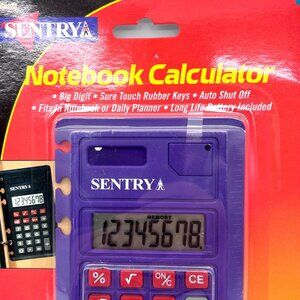 SENTRY
Notebook Calculator
• Big Digit • Sure Touch Rubber Keys • Auto Shut Off
• Fits in Notebook or Daily Planner • Long Life Battery Included
SENTRY
MEMORY
12345678
% √ ON/C CE